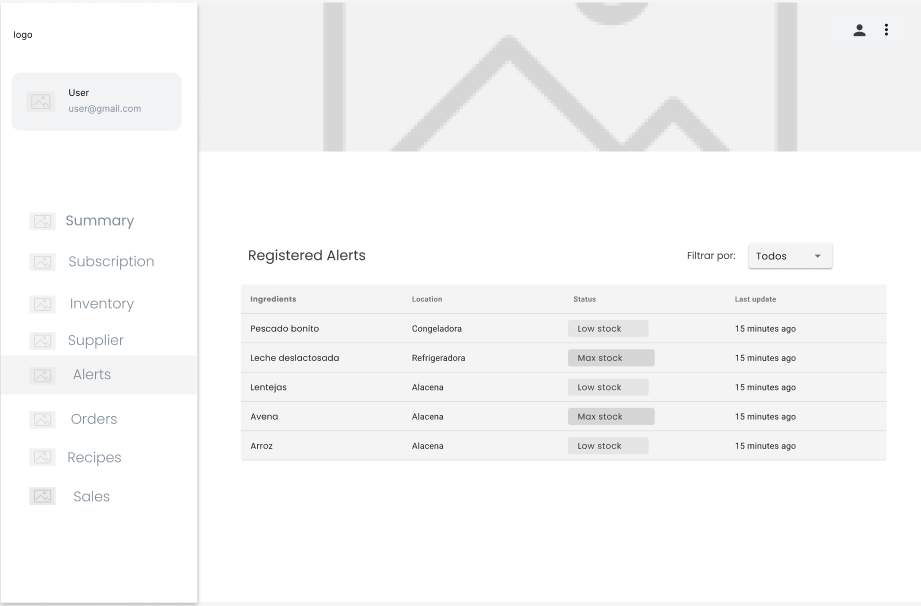 logo
User
user@gmail.com
Summary
Subscription
Inventory
Supplier
Alerts
Orders
Recipes
Sales
Registered Alerts
Filtrar por:
Todos
Ingredients Location Status Last update
Pescado bonito Congeladora Low stock 15 minutes ago
Leche deslactosada Refrigeradora Max stock 15 minutes ago
Lentejas Alacena Low stock 15 minutes ago
Avena Alacena Max stock 15 minutes ago
Arroz Alacena Low stock 15 minutes ago